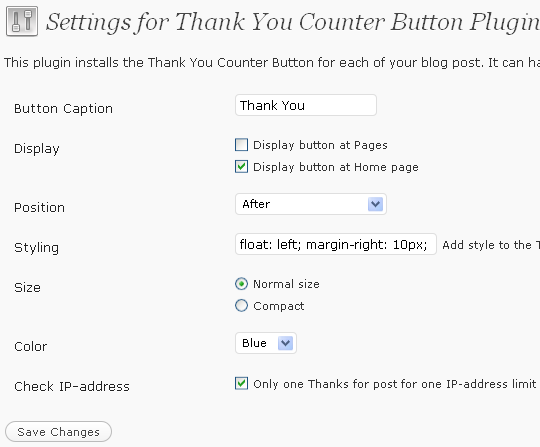 Settings for Thank You Counter Button Plugin
This plugin installs the Thank You Counter Button for each of your blog post. It can
Button Caption Thank You
Display Display button at Pages
Display button at Home page
Position After
Styling float: left; margin-right: 10px; Add style to the
Size Normal size
Compact
Color Blue
Check IP-address Only one Thanks for post for one IP-address limit
Save Changes